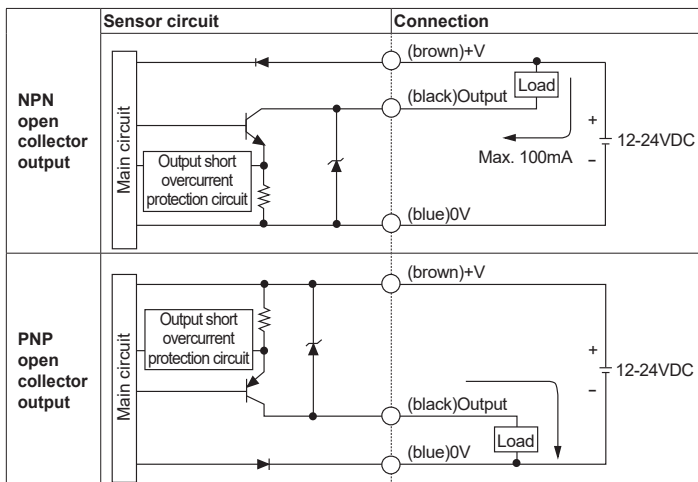 Sensor circuit
Connection
NPN
open
collector
output
Main circuit
Output short
overcurrent
protection circuit
(brown)+V
Load
(black)Output
Max. 100mA
+
12-24VDC
−
(blue)0V
PNP
open
collector
output
Main circuit
Output short
overcurrent
protection circuit
(brown)+V
+
12-24VDC
−
(black)Output
Load
(blue)0V